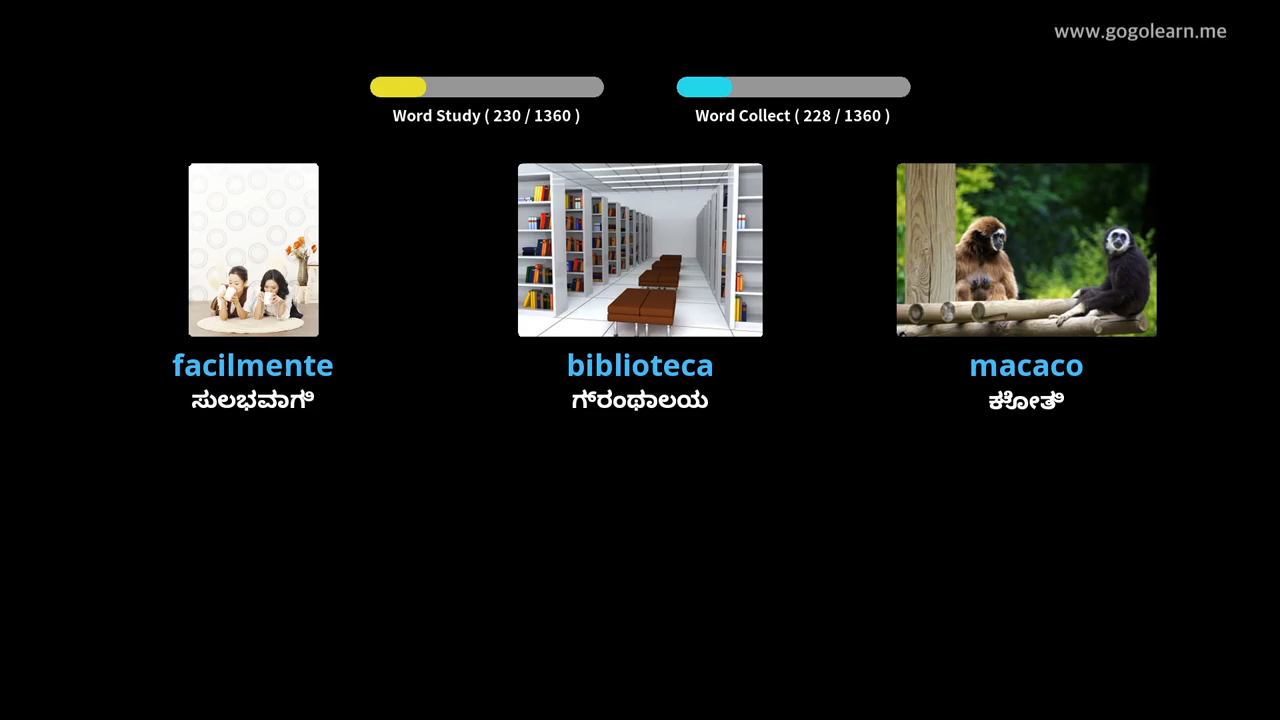 www.gogolearn.me
Word Study ( 230 / 1360 )
Word Collect ( 228 / 1360 )
facilmente
biblioteca
macaco
ಸುಲಭವಾಗಿ
ಗ್ರಂಥಾಲಯ
ಕೋತಿ